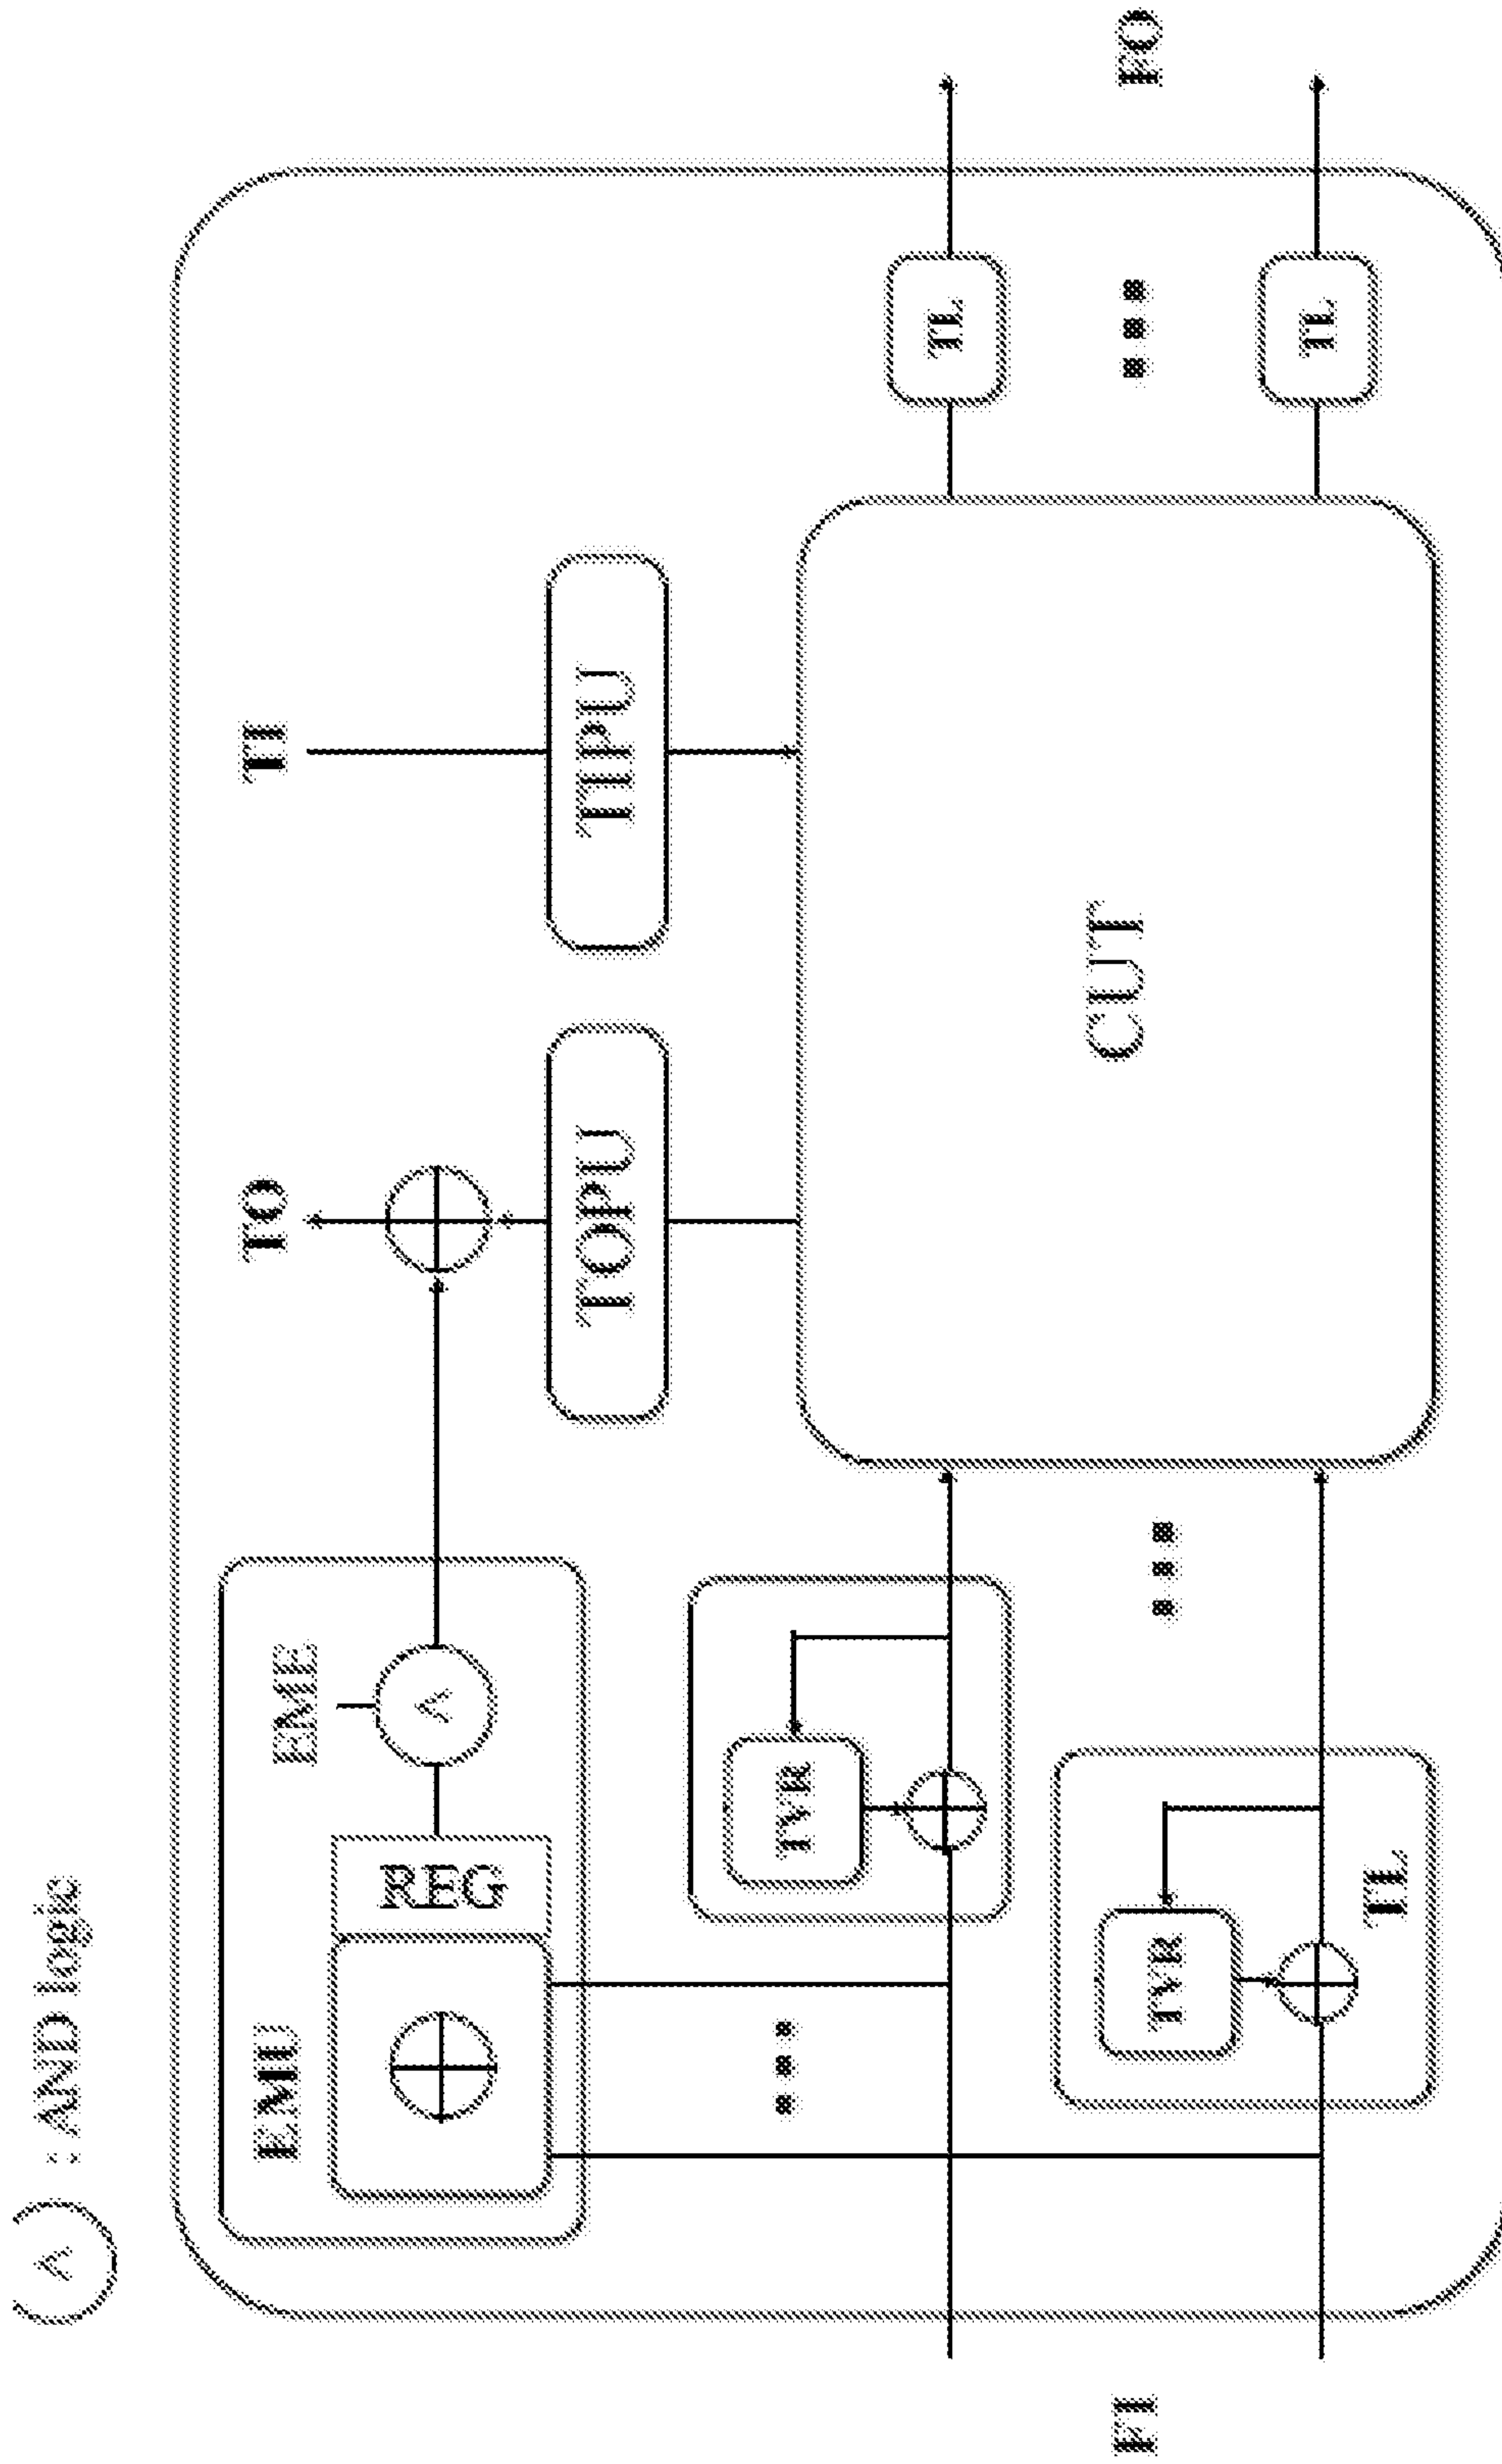 ∧ : AND logic
EMU
EME
TO
TI
REG
∧
TOPU
TIPU
TVR
TL
FI
CUT
FO
TVR
TL
TL